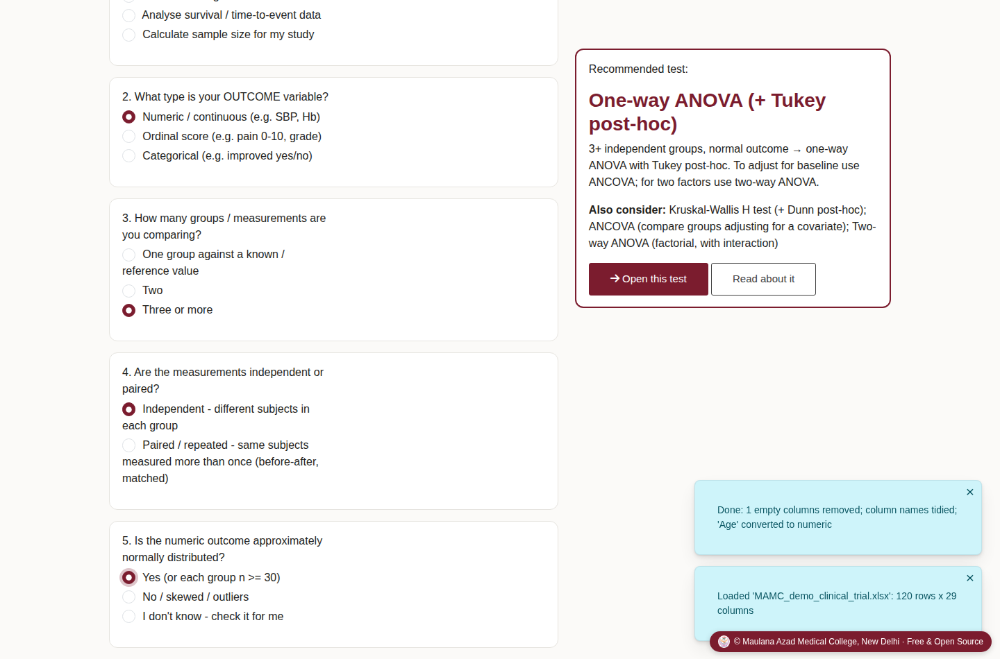 Analyse survival / time-to-event data
Calculate sample size for my study
2. What type is your OUTCOME variable?
Numeric / continuous (e.g. SBP, Hb)
Ordinal score (e.g. pain 0-10, grade)
Categorical (e.g. improved yes/no)
3. How many groups / measurements are
you comparing?
One group against a known /
reference value
Two
Three or more
4. Are the measurements independent or
paired?
Independent - different subjects in
each group
Paired / repeated - same subjects
measured more than once (before-after,
matched)
5. Is the numeric outcome approximately
normally distributed?
Yes (or each group n >= 30)
No / skewed / outliers
I don't know - check it for me
Recommended test:
One-way ANOVA (+ Tukey
post-hoc)
3+ independent groups, normal outcome → one-way
ANOVA with Tukey post-hoc. To adjust for baseline use
ANCOVA; for two factors use two-way ANOVA.
Also consider: Kruskal-Wallis H test (+ Dunn post-hoc);
ANCOVA (compare groups adjusting for a covariate); Two-
way ANOVA (factorial, with interaction)
→ Open this test
Read about it
Done: 1 empty columns removed; column names tidied;
'Age' converted to numeric
Loaded 'MAMC_demo_clinical_trial.xlsx': 120 rows x 29
columns
© Maulana Azad Medical College, New Delhi · Free & Open Source